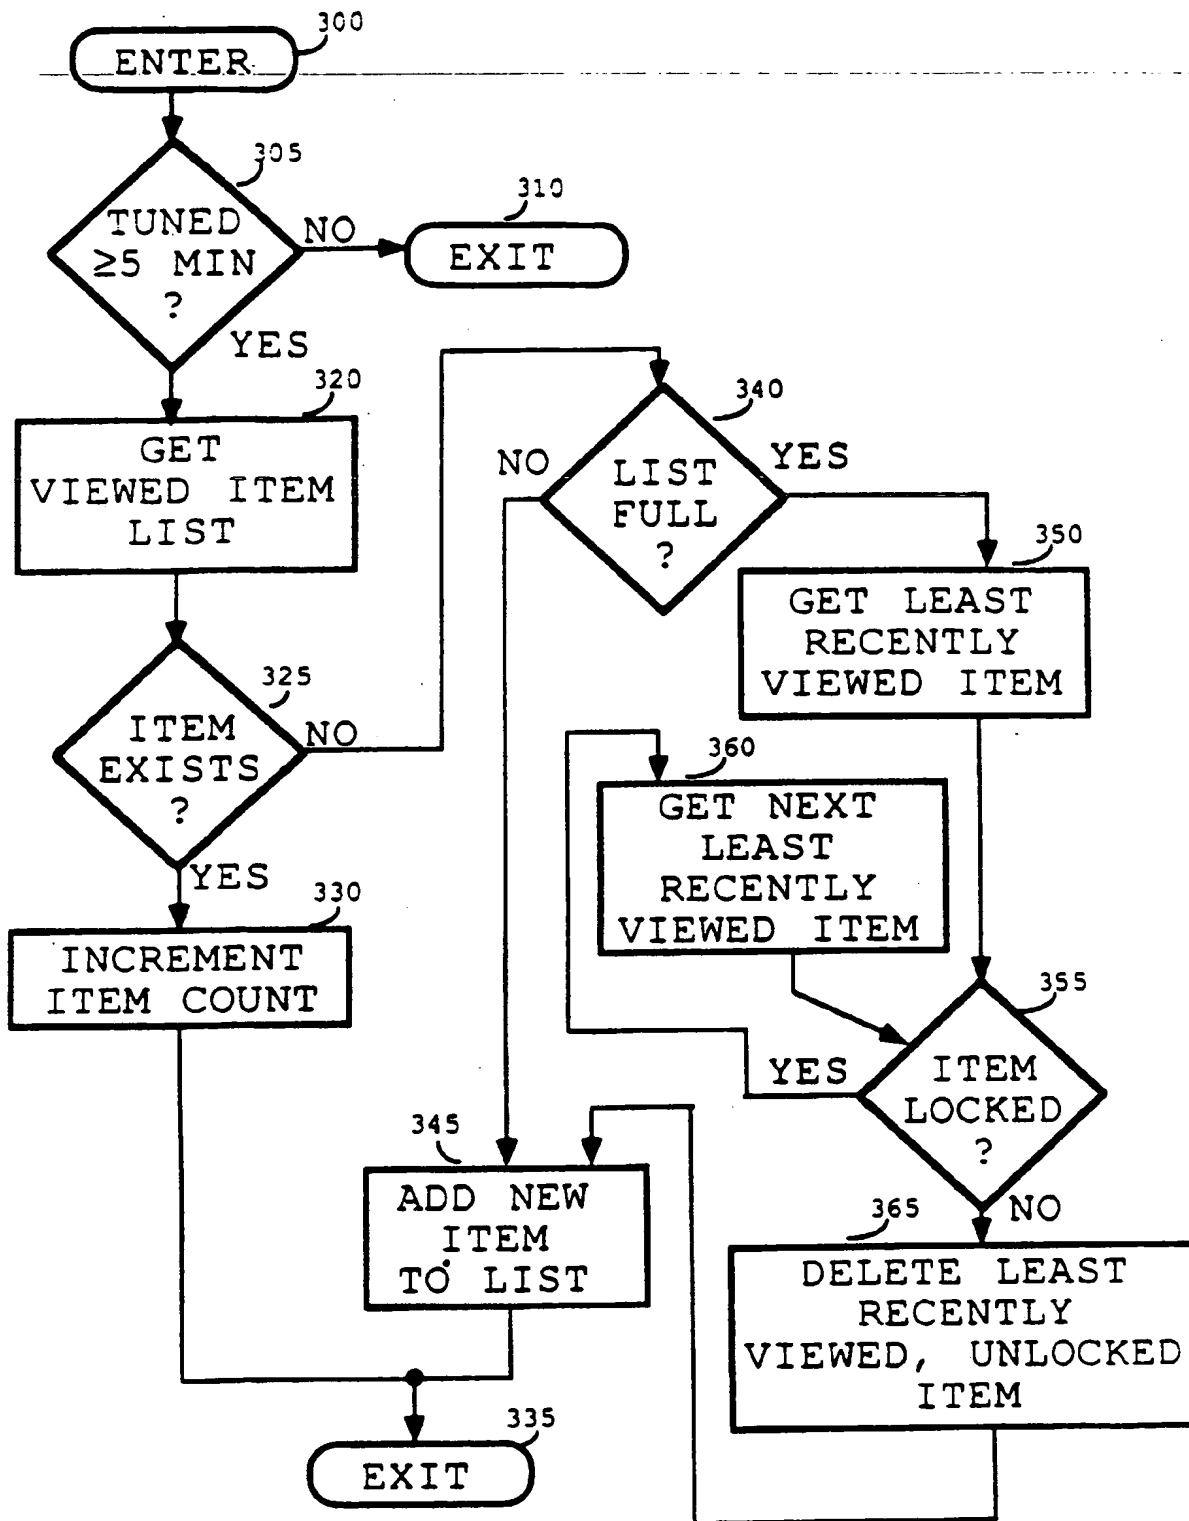 300
ENTER
305
TUNED
≥5 MIN
?
NO
YES
310
EXIT
320
GET
VIEWED ITEM
LIST
325
ITEM
EXISTS
?
NO
YES
330
INCREMENT
ITEM COUNT
340
LIST
FULL
?
NO
YES
350
GET LEAST
RECENTLY
VIEWED ITEM
360
GET NEXT
LEAST
RECENTLY
VIEWED ITEM
355
ITEM
LOCKED
?
YES
NO
345
ADD NEW
ITEM
TO LIST
365
DELETE LEAST
RECENTLY
VIEWED, UNLOCKED
ITEM
335
EXIT